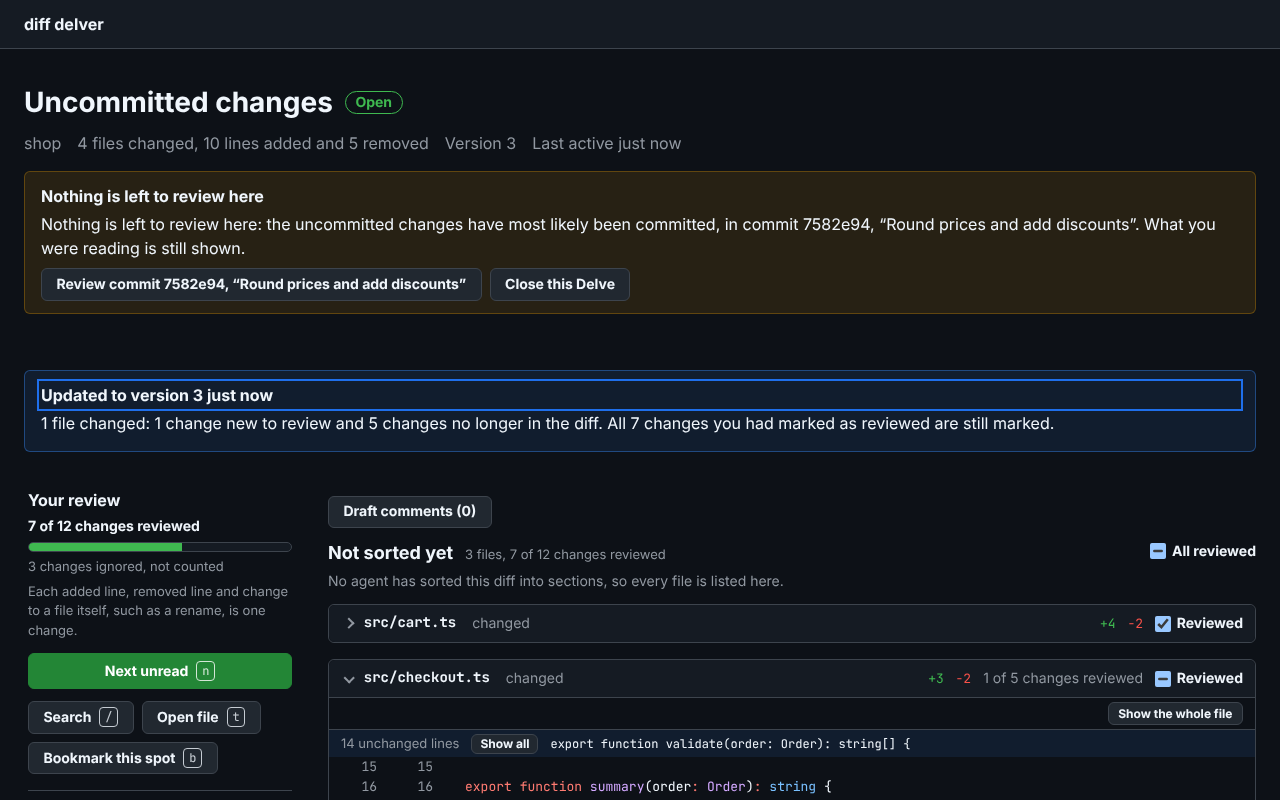 diff delver
Uncommitted changes Open
shop 4 files changed, 10 lines added and 5 removed Version 3 Last active just now
Nothing is left to review here
Nothing is left to review here: the uncommitted changes have most likely been committed, in commit 7582e94, “Round prices and add discounts”. What you
were reading is still shown.
Review commit 7582e94, “Round prices and add discounts” Close this Delve
Updated to version 3 just now
1 file changed: 1 change new to review and 5 changes no longer in the diff. All 7 changes you had marked as reviewed are still marked.
Your review
7 of 12 changes reviewed
3 changes ignored, not counted
Each added line, removed line and change
to a file itself, such as a rename, is one
change.
Next unread n
Search / Open file t
Bookmark this spot b
Draft comments (0)
Not sorted yet 3 files, 7 of 12 changes reviewed All reviewed
No agent has sorted this diff into sections, so every file is listed here.
src/cart.ts changed +4 -2 Reviewed
src/checkout.ts changed +3 -2 1 of 5 changes reviewed Reviewed
Show the whole file
14 unchanged lines Show all export function validate(order: Order): string[] {
15 15
16 16 export function summary(order: Order): string {